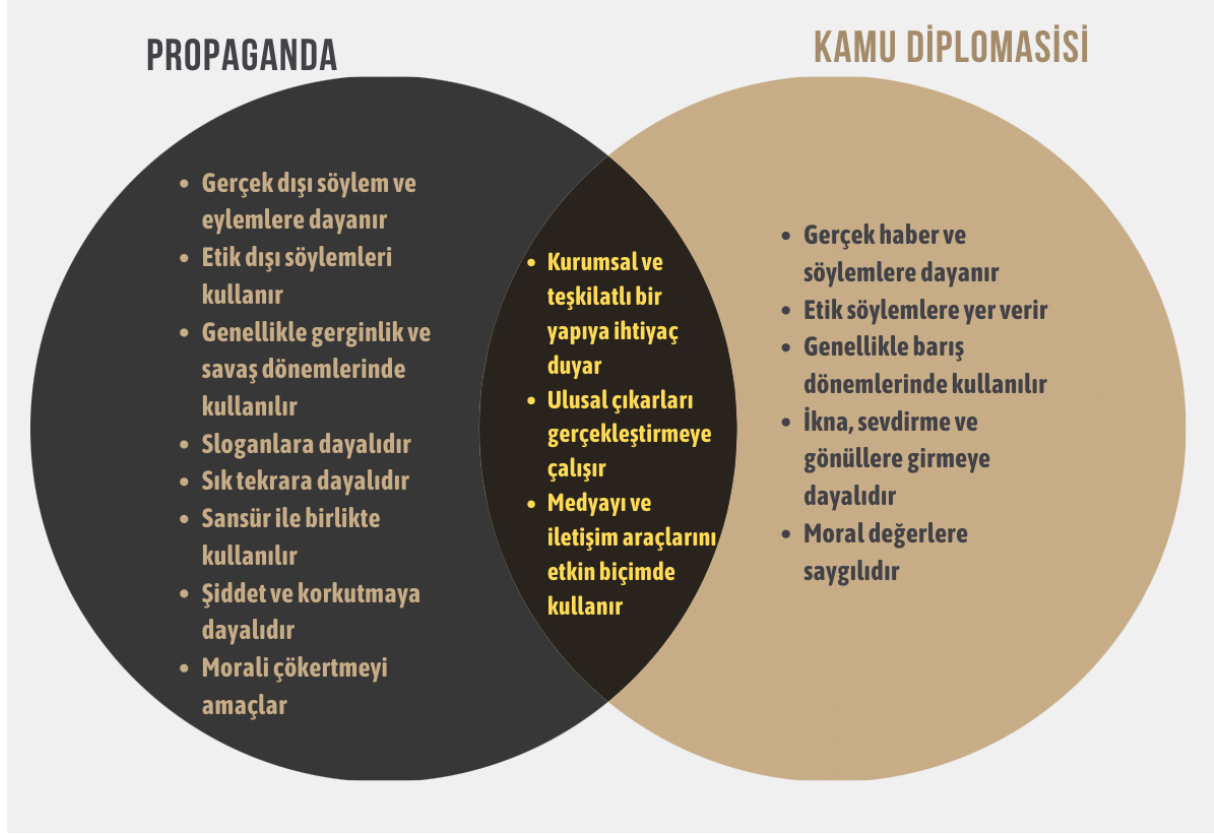 PROPAGANDA
KAMU DİPLOMASİSİ
• Gerçek dışı söylem ve
eylemlere dayanır
• Etik dışı söylemleri
kullanır
• Genellikle gerginlik ve
savaş dönemlerinde
kullanılır
• Sloganlara dayalıdır
• Sık tekrara dayalıdır
• Sansür ile birlikte
kullanılır
• Şiddet ve korkutmaya
dayalıdır
• Morali çökertmeyi
amaçlar
• Kurumsal ve
teşkilatlı bir
yapıya ihtiyaç
duyar
• Ulusal çıkarları
gerçekleştirmeye
çalışır
• Medyayı ve
iletişim araçlarını
etkin biçimde
kullanır
• Gerçek haber ve
söylemlere dayanır
• Etik söylemlere yer verir
• Genellikle barış
dönemlerinde kullanılır
• İkna, sevdirme ve
gönüllere girmeye
dayalıdır
• Moral değerlere
saygılıdır